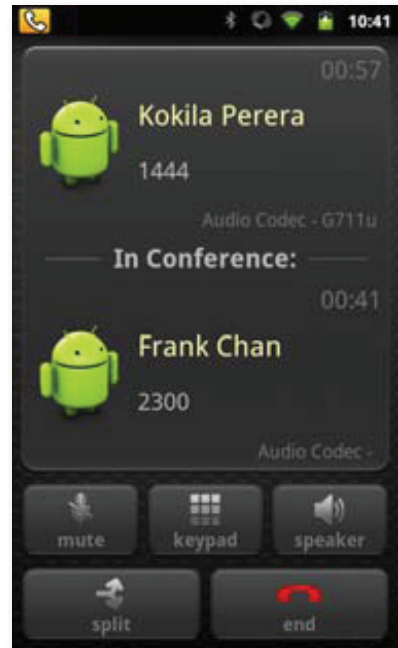 10:41
00:57
Kokila Perera
1444
Audio Codec - G711u
In Conference:
00:41
Frank Chan
2300
Audio Codec -
mute keypad speaker
split end